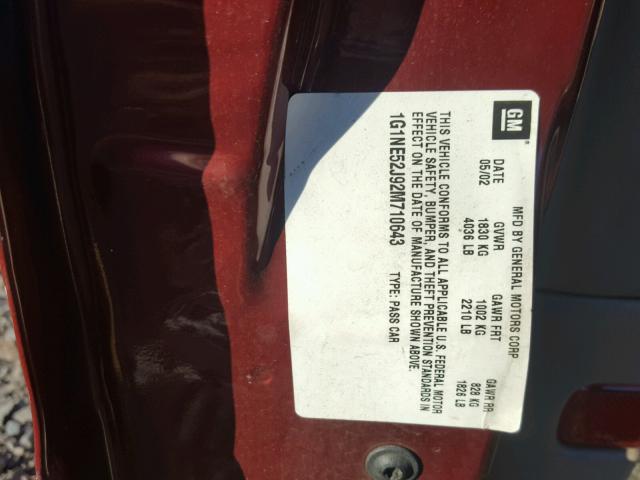 GM
MFD BY GENERAL MOTORS CORP
DATE GVWR GAWR FRT GAWR RR
05/02 1830 KG 1002 KG 828 KG
4036 LB 2210 LB 1826 LB
THIS VEHICLE CONFORMS TO ALL APPLICABLE U.S. FEDERAL MOTOR
VEHICLE SAFETY, BUMPER, AND THEFT PREVENTION STANDARDS IN
EFFECT ON THE DATE OF MANUFACTURE SHOWN ABOVE.
1G1NE52J92M710643 TYPE: PASS CAR